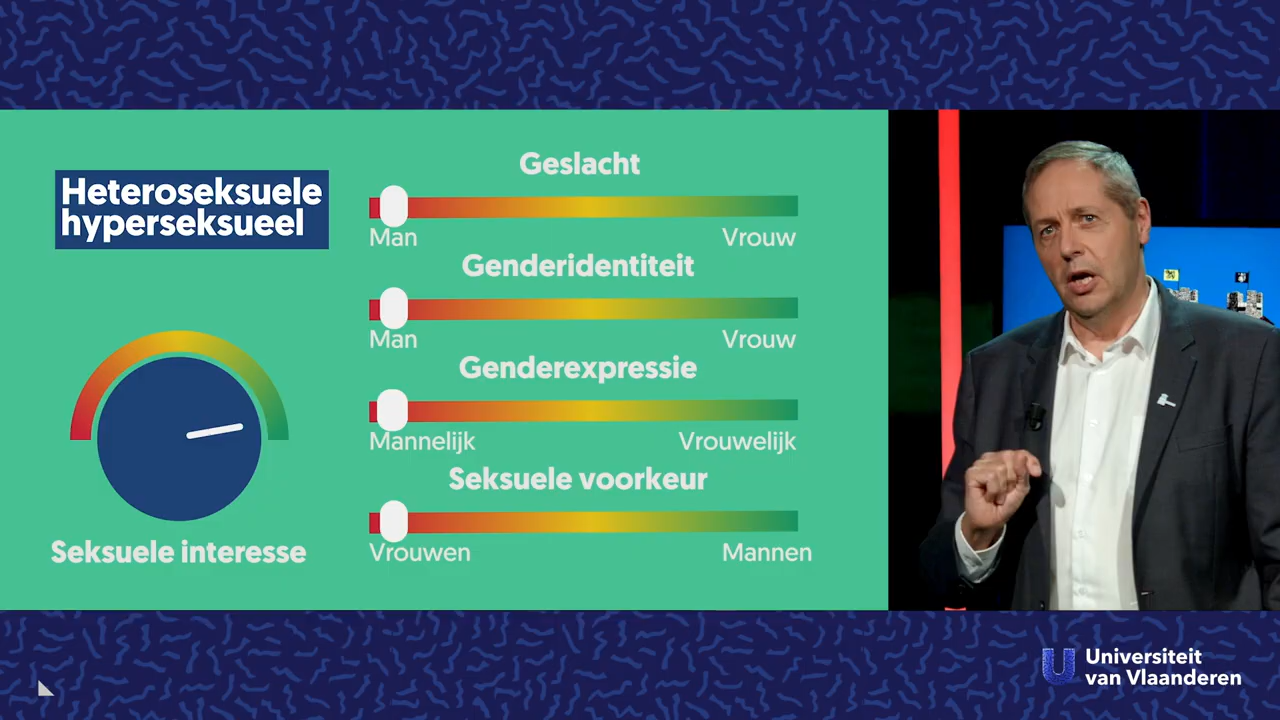 Heteroseksuele
hyperseksueel
Seksuele interesse
Geslacht
Man Vrouw
Genderidentiteit
Man Vrouw
Genderexpressie
Mannelijk Vrouwelijk
Seksuele voorkeur
Vrouwen Mannen
Universiteit
van Vlaanderen